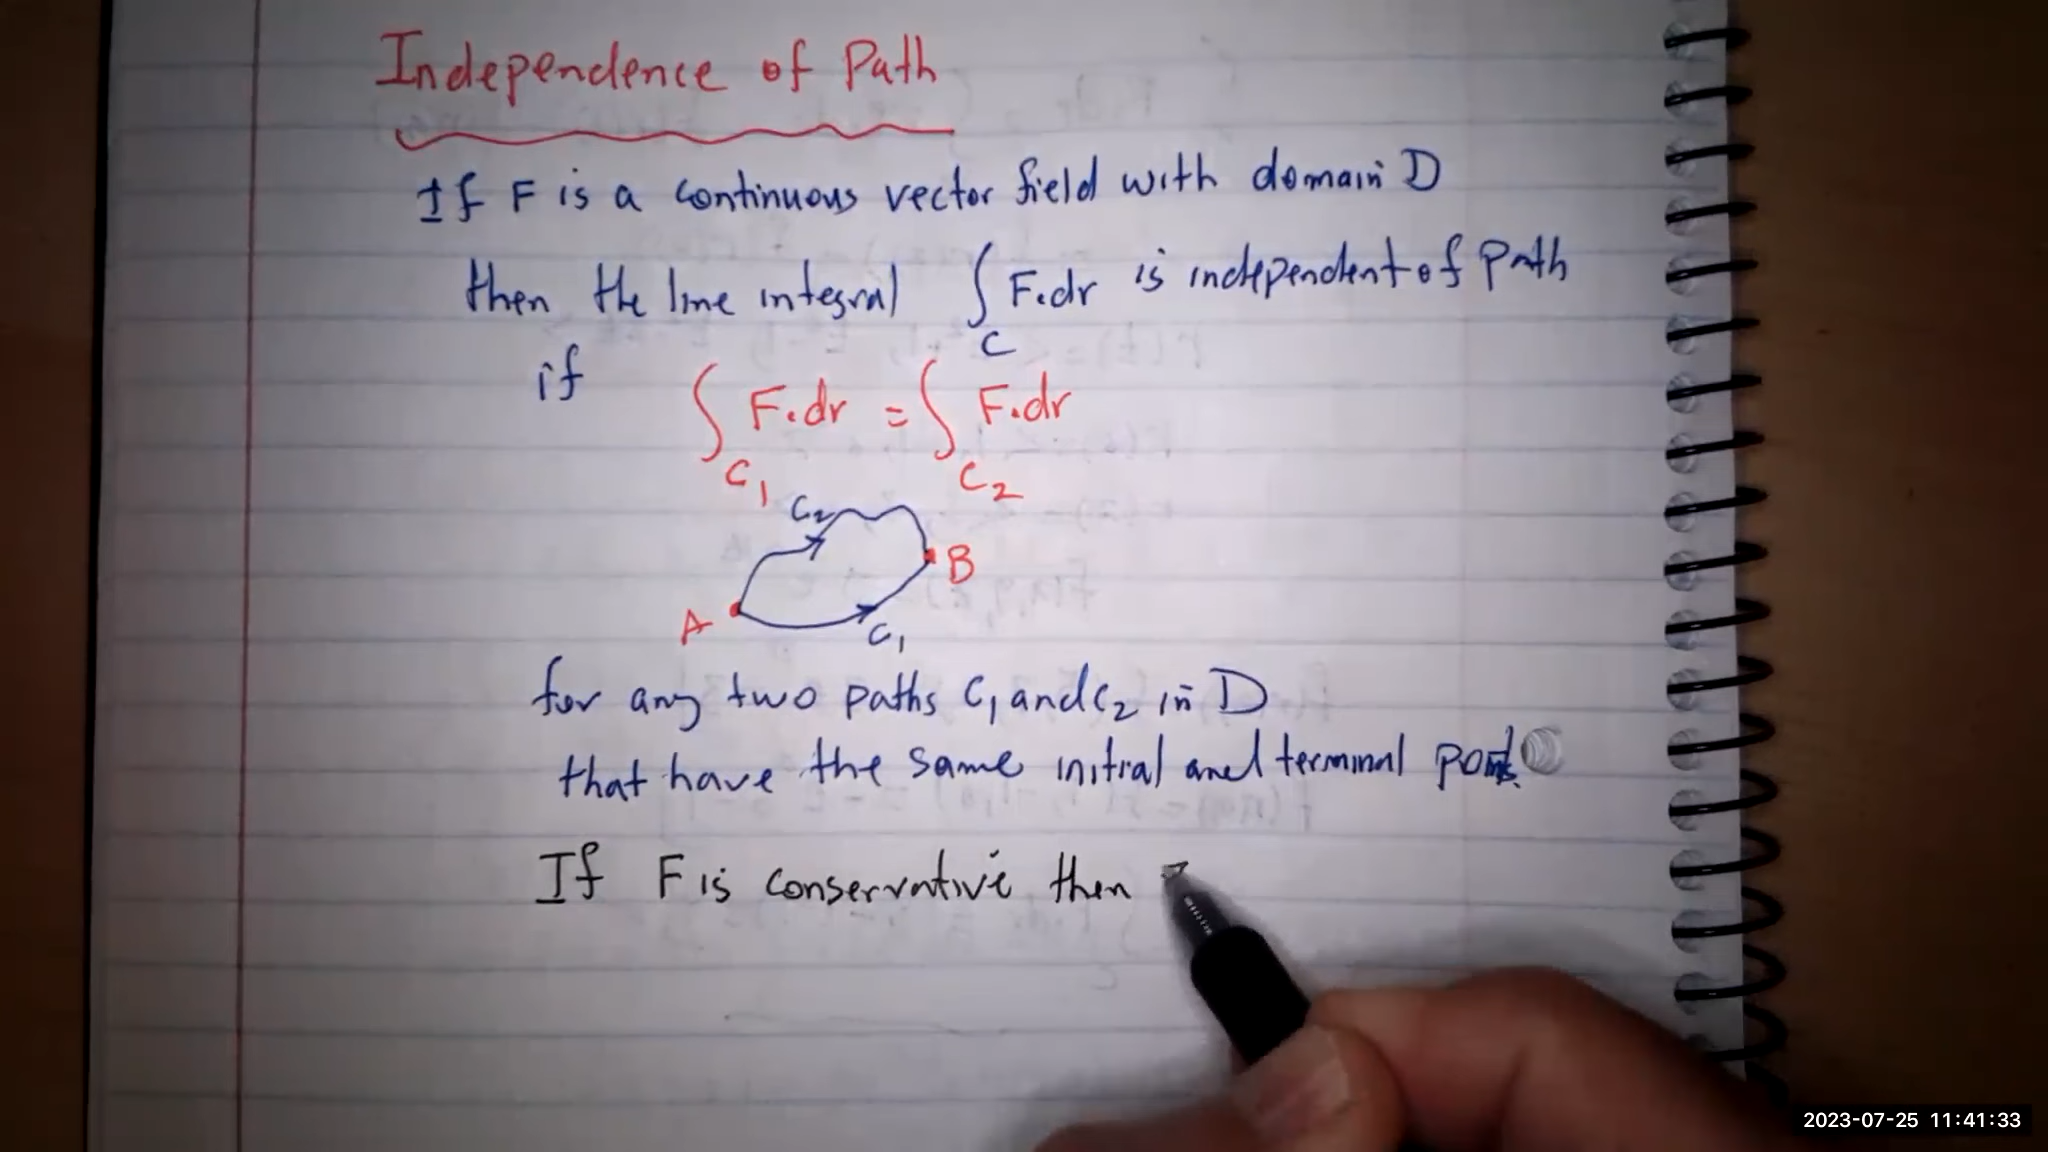 Independence of Path
If F is a continuous vector field with domain D
then the line integral ∫ F.dr is independent of path
C
if ∫ F.dr = ∫ F.dr
C1 C2
C2
B
A
C1
for any two paths C1 and C2 in D
that have the same initial and terminal
If F is conservative then
2023-07-25 11:41:33